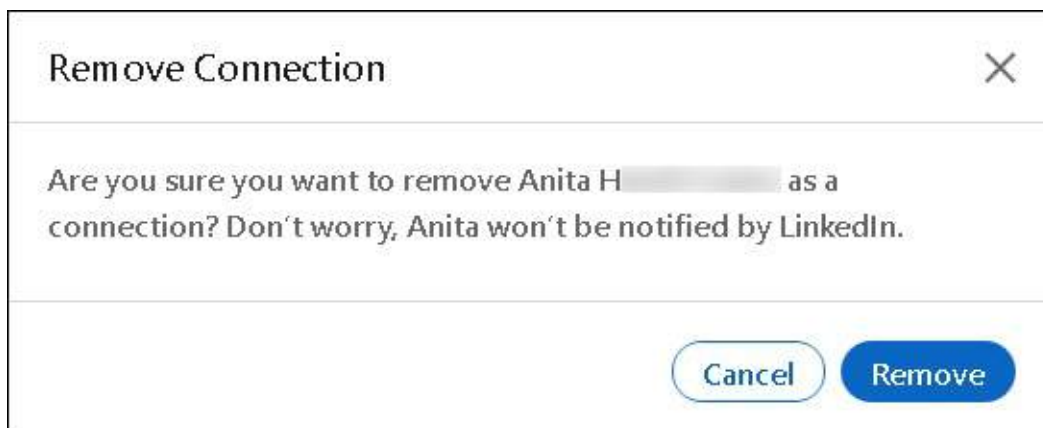 Remove Connection
Are you sure you want to remove Anita H as a
connection? Don't worry, Anita won't be notified by LinkedIn.
Cancel Remove